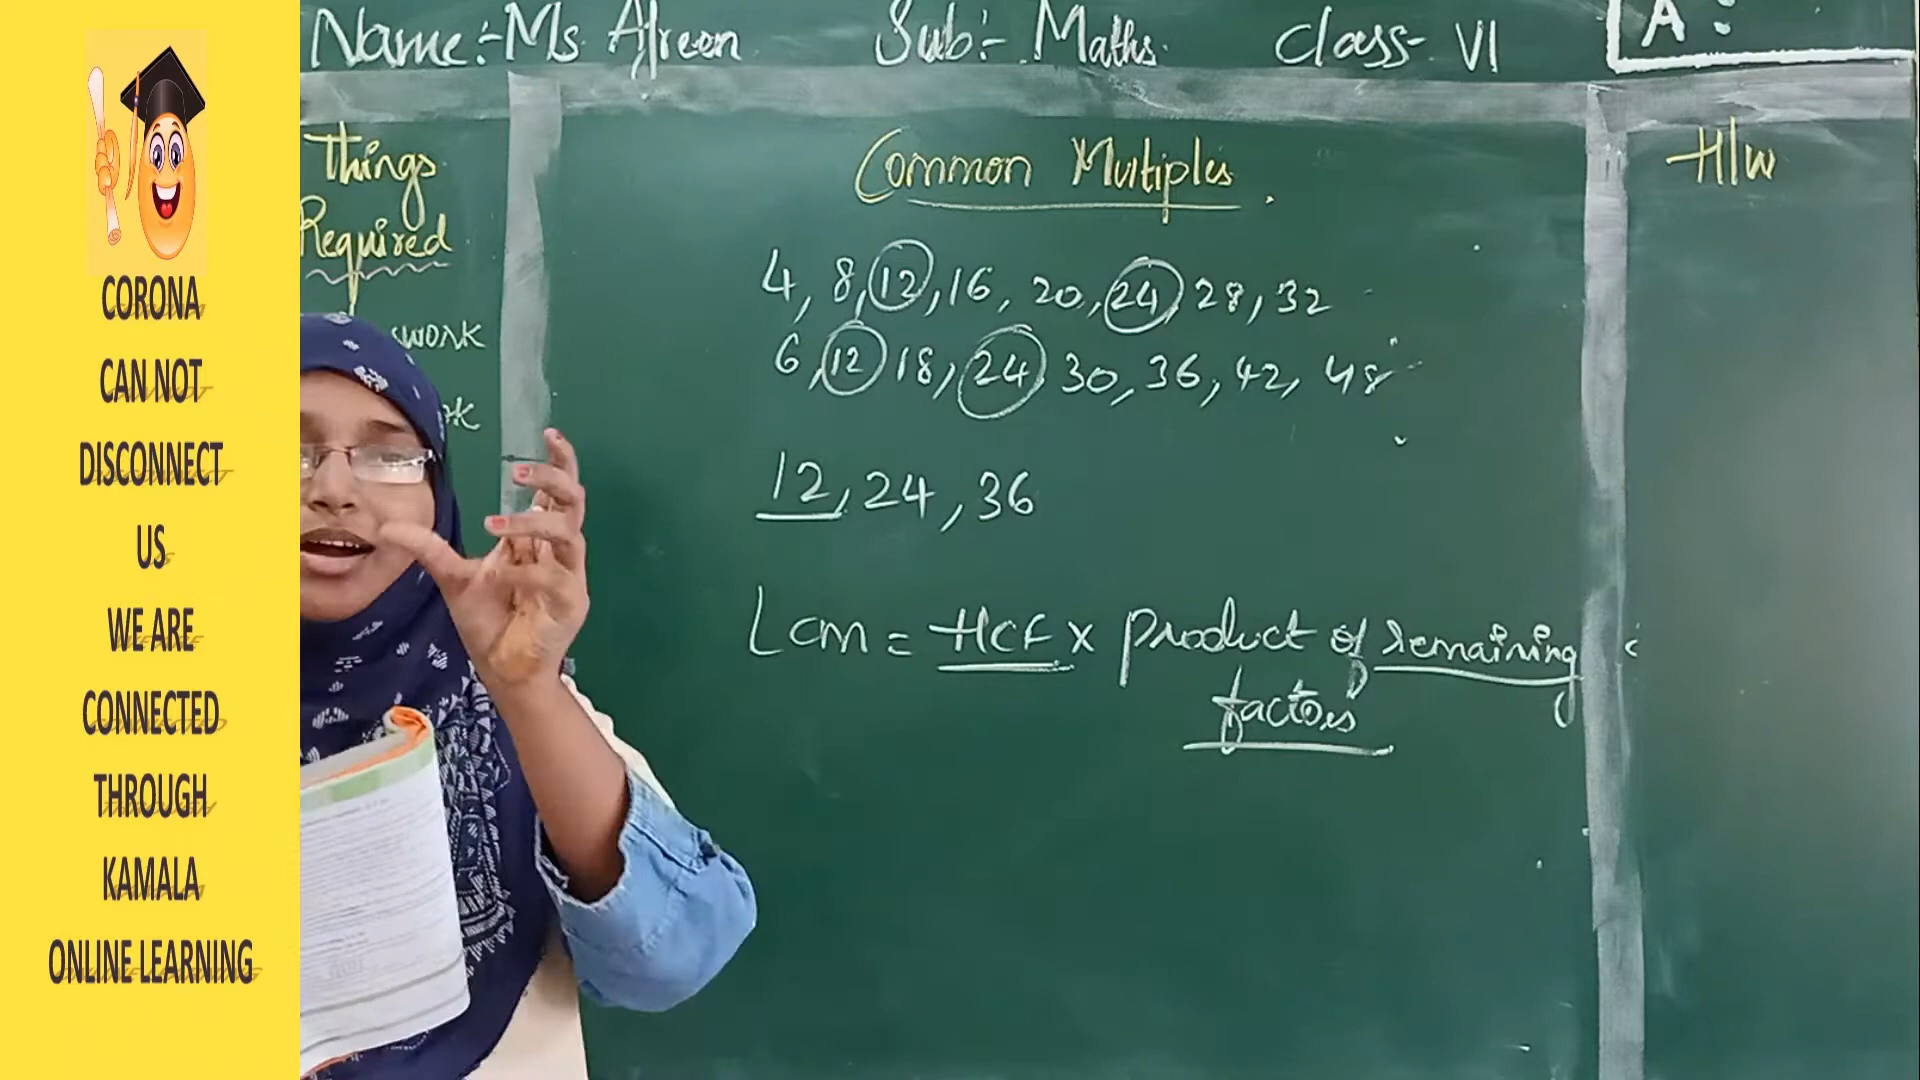 CORONA
CAN NOT
DISCONNECT
US
WE ARE
CONNECTED
THROUGH
KAMALA
ONLINE LEARNING
Name:- Ms Afreen Sub:- Maths. Class- VI
A:
Things
Required
swork
Common Multiples.
4, 8, 12, 16, 20, 24, 28, 32
6, 12 18, 24, 30, 36, 42, 48
12, 24, 36
Lcm = HCF x Product of remaining
factors
H/w